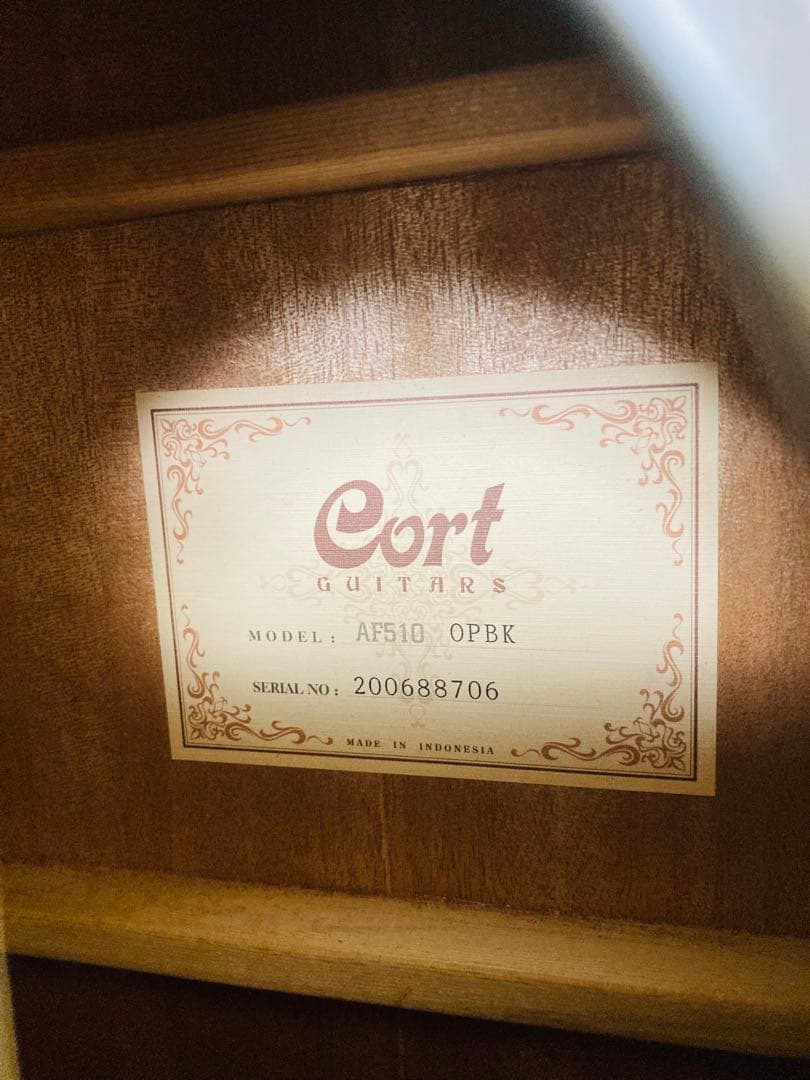 Cort
GUITARS
MODEL: AF510 OPBK
SERIAL NO: 200688706
MADE IN INDONESIA